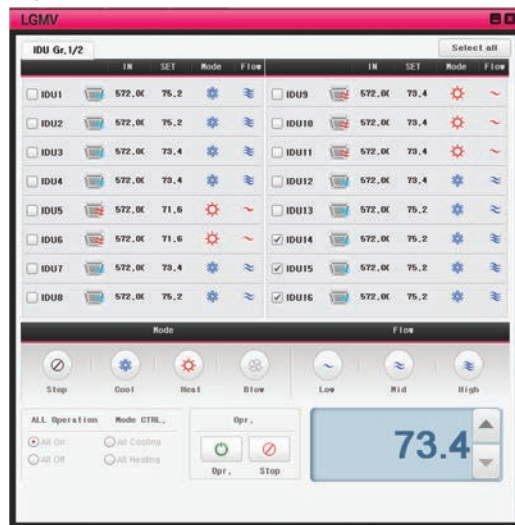 LGMV
IDU Gr.1/2 Select all
IN SET Mode Flow IN SET Mode Flow
IDU1 572.0( 75.2 IDU9 572.0( 73.4
IDU2 572.0( 75.2 IDU10 572.0( 73.4
IDU3 572.0( 73.4 IDU11 572.0( 73.4
IDU4 572.0( 73.4 IDU12 572.0( 73.4
IDU5 572.0( 71.6 IDU13 572.0( 75.2
IDU6 572.0( 71.6 IDU14 572.0( 75.2
IDU7 572.0( 73.4 IDU15 572.0( 75.2
IDU8 572.0( 75.2 IDU16 572.0( 75.2
Mode Flow
Stop Cool Heat Blow Low Mid High
ALL Operation Mode CTRL. Opr.
All On All Cooling
All Off All Heating
Opr. Stop
73.4